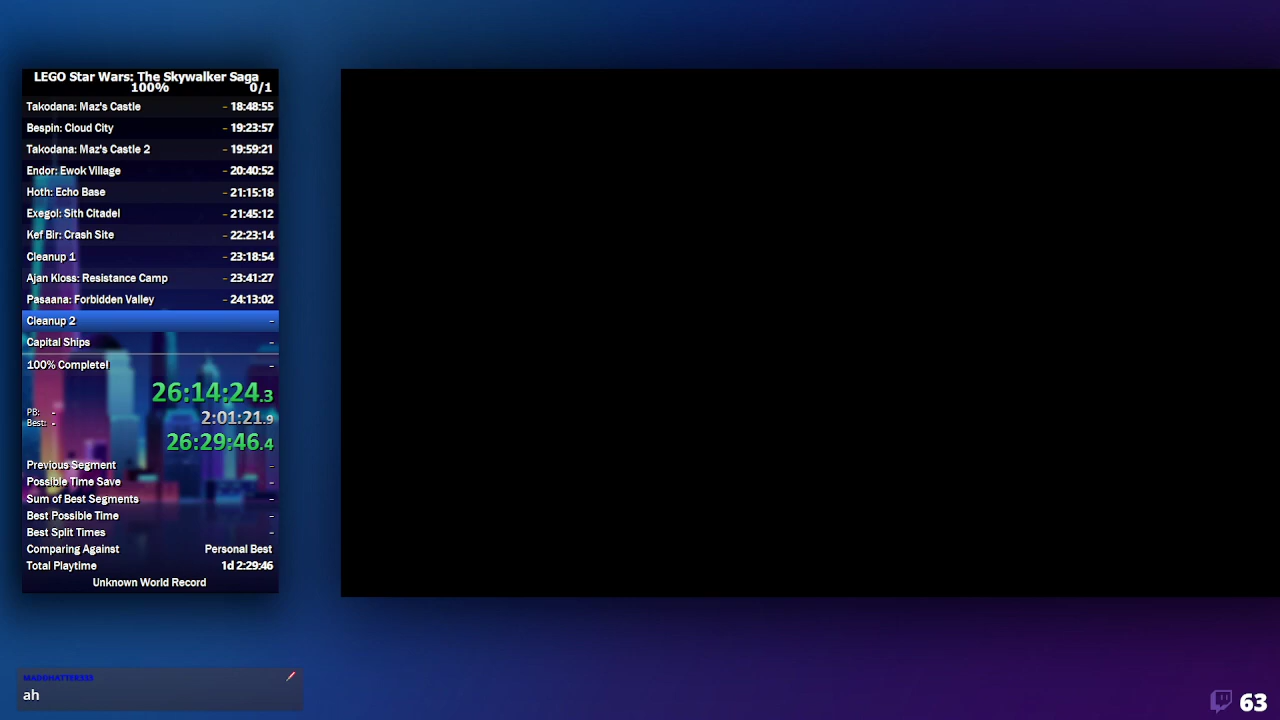 LEGO Star Wars: The Skywalker Saga
100% 0/1
Takodana: Maz's Castle - 18:48:55
Bespin: Cloud City - 19:23:57
Takodana: Maz's Castle 2 - 19:59:21
Endor: Ewok Village - 20:40:52
Hoth: Echo Base - 21:15:18
Exegol: Sith Citadel - 21:45:12
Kef Bir: Crash Site - 22:23:14
Cleanup 1 - 23:18:54
Ajan Kloss: Resistance Camp - 23:41:27
Pasaana: Forbidden Valley - 24:13:02
Cleanup 2 -
Capital Ships -
100% Complete! -
26:14:24.3
PB: - 2:01:21.9
Best: -
26:29:46.4
Previous Segment -
Possible Time Save -
Sum of Best Segments -
Best Possible Time -
Best Split Times -
Comparing Against Personal Best
Total Playtime 1d 2:29:46
Unknown World Record
MADDHATTER333
ah
63